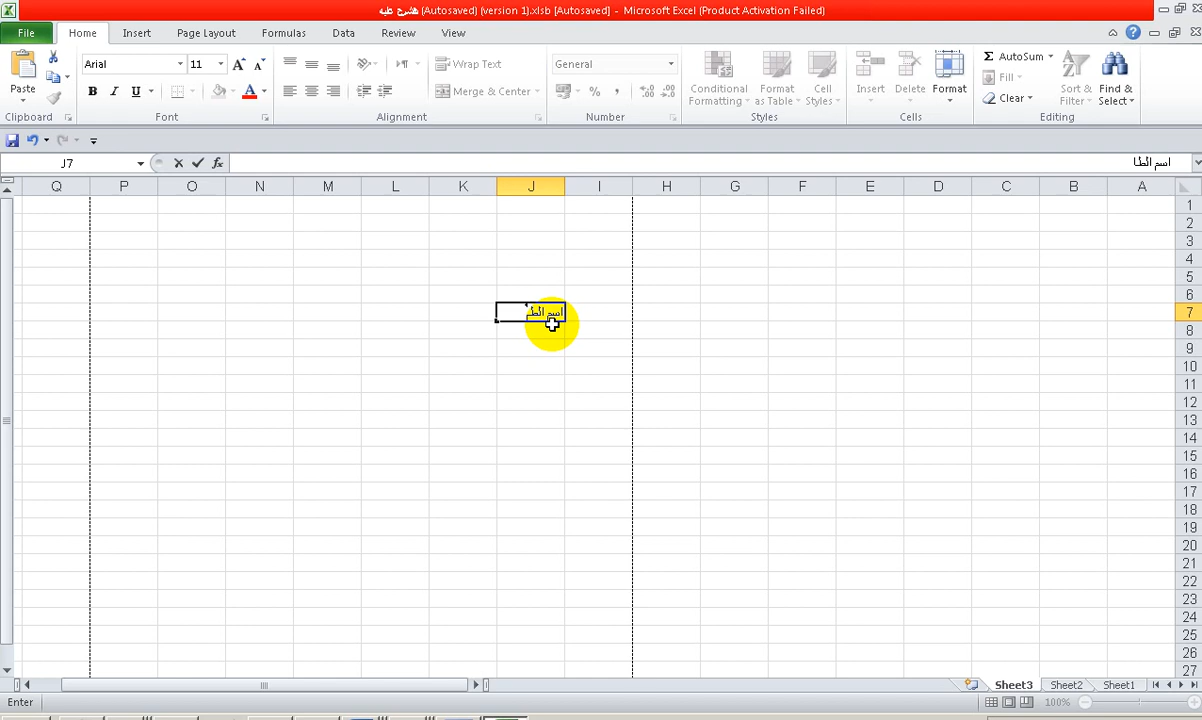 هشرح عليه (Autosaved) (version 1).xlsb [Autosaved] - Microsoft Excel (Product Activation Failed)
File Home Insert Page Layout Formulas Data Review View
Paste
Clipboard
Arial 11
B I U A
Font
Wrap Text
Merge & Center
Alignment
General
% ,
Number
Conditional Formatting
Format as Table
Cell Styles
Styles
Insert Delete Format
Cells
Σ AutoSum
Fill
Clear
Sort & Filter
Find & Select
Editing
J7 fx اسم الطا
Q P O N M L K J I H G F E D C B A
1
2
3
4
5
6
اسم الط 7
8
9
10
11
12
13
14
15
16
17
18
19
20
21
22
23
24
25
26
27
Sheet3 Sheet2 Sheet1
Enter 100%